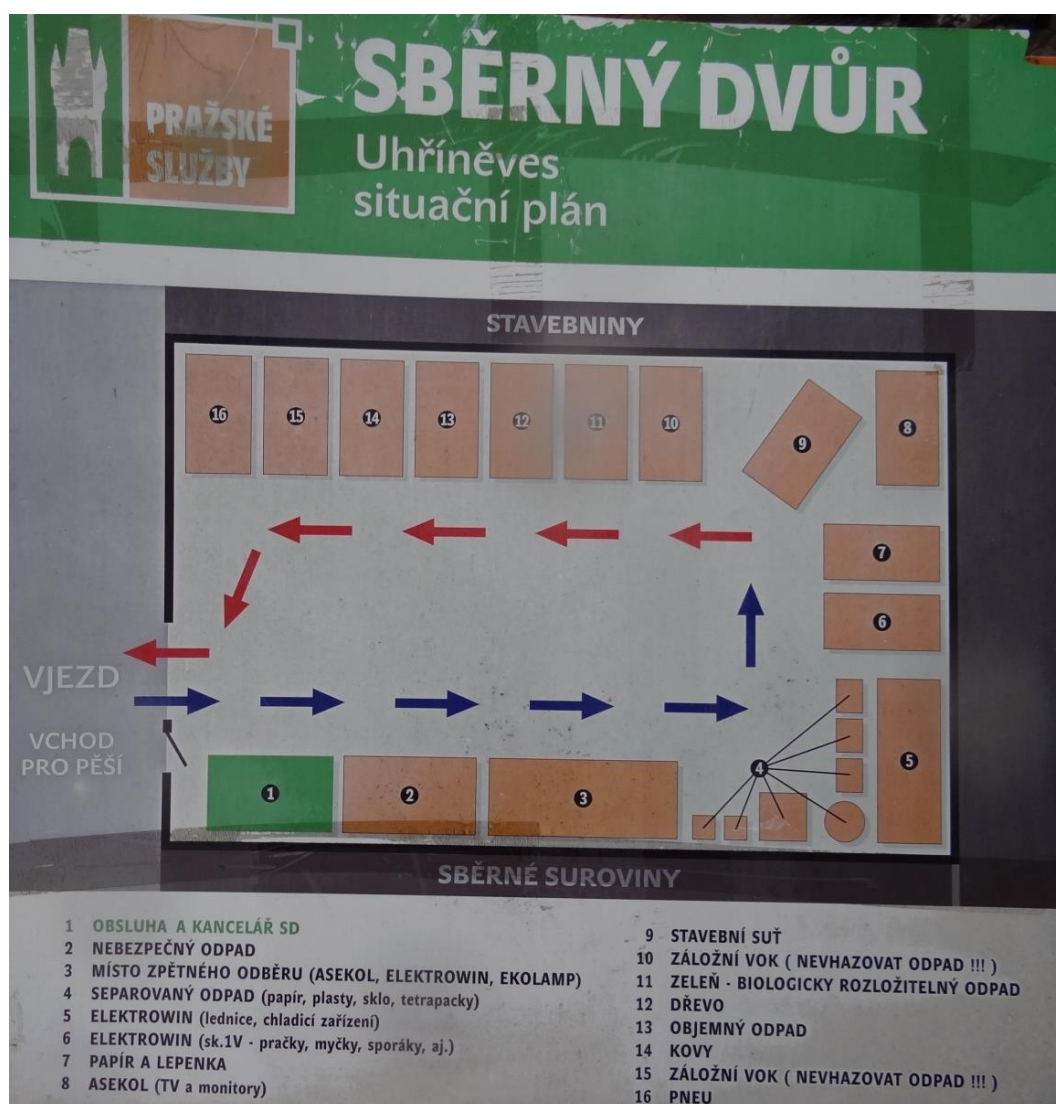 PRAŽSKÉ
SLUŽBY
SBĚRNÝ DVŮR
Uhříněves
situační plán
STAVEBNINY
16 15 14 13 12 11 10 9 8
7
6
VJEZD
VCHOD
PRO PĚŠÍ
1 2 3 4 5
SBĚRNÉ SUROVINY
1 OBSLUHA A KANCELÁŘ SD
2 NEBEZPEČNÝ ODPAD
3 MÍSTO ZPĚTNÉHO ODBĚRU (ASEKOL, ELEKTROWIN, EKOLAMP)
4 SEPAROVANÝ ODPAD (papír, plasty, sklo, tetrapacky)
5 ELEKTROWIN (lednice, chladicí zařízení)
6 ELEKTROWIN (sk.1V - pračky, myčky, sporáky, aj.)
7 PAPÍR A LEPENKA
8 ASEKOL (TV a monitory)
9 STAVEBNÍ SUŤ
10 ZÁLOŽNÍ VOK ( NEVHAZOVAT ODPAD !!! )
11 ZELEŇ - BIOLOGICKY ROZLOŽITELNÝ ODPAD
12 DŘEVO
13 OBJEMNÝ ODPAD
14 KOVY
15 ZÁLOŽNÍ VOK ( NEVHAZOVAT ODPAD !!! )
16 PNEU